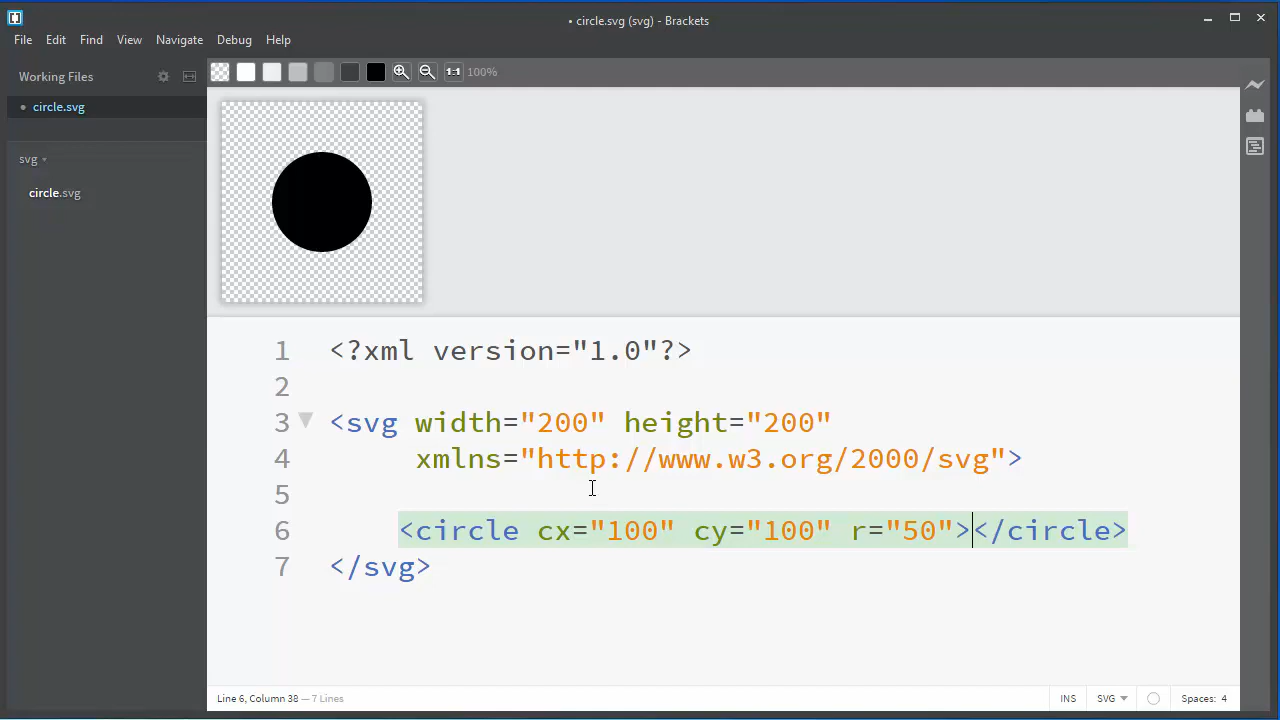 • circle.svg (svg) - Brackets
File Edit Find View Navigate Debug Help
Working Files
• circle.svg
svg
circle.svg
1:1 100%
1 <?xml version="1.0"?>
2
3 <svg width="200" height="200"
4 xmlns="http://www.w3.org/2000/svg">
5
6 <circle cx="100" cy="100" r="50"></circle>
7 </svg>
Line 6, Column 38 — 7 Lines
INS SVG Spaces: 4